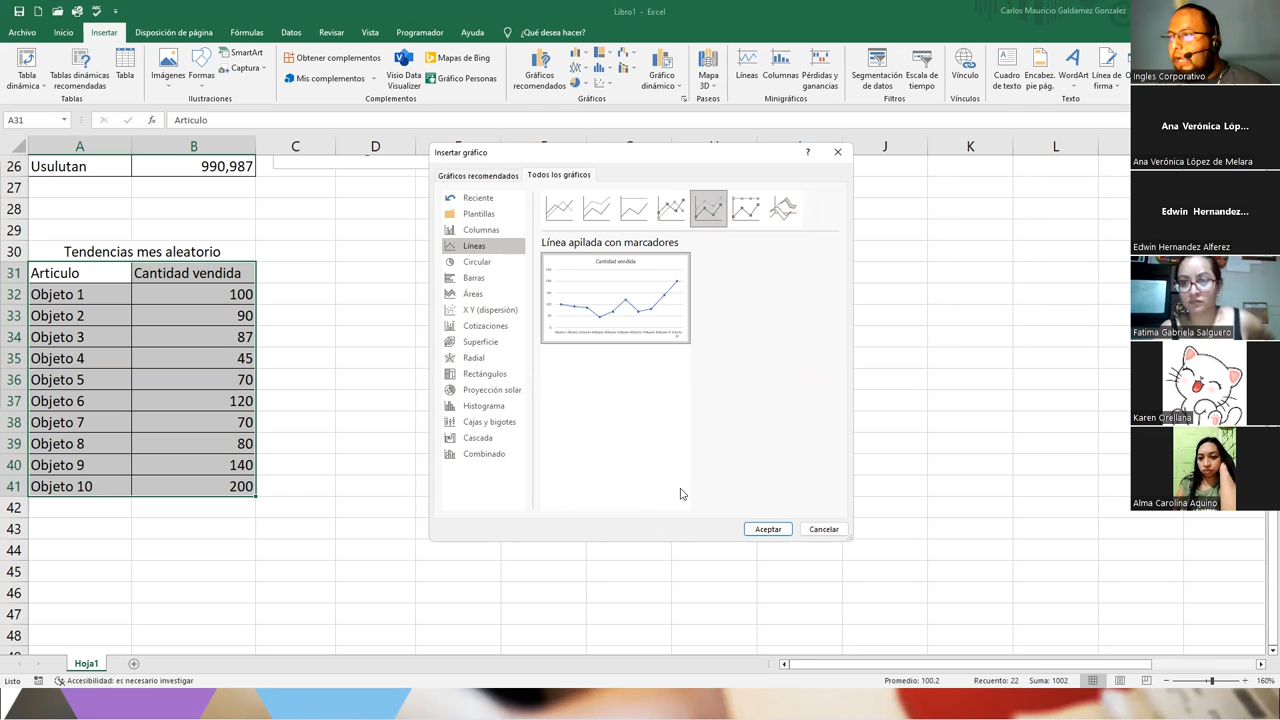 Libro1 - Excel
Carlos Mauricio Galdamez Gonzalez
Archivo Inicio Insertar Disposición de página Fórmulas Datos Revisar Vista Programador Ayuda ¿Qué desea hacer?
Tabla dinámica
Tablas dinámicas recomendadas
Tabla
Tablas
Imágenes
Formas
SmartArt
Captura
Ilustraciones
Obtener complementos
Mis complementos
Visio Data Visualizer
Mapas de Bing
Gráfico Personas
Complementos
Gráficos recomendados
Gráfico dinámico
Gráficos
Mapa 3D
Paseos
Líneas
Columnas
Pérdidas y ganancias
Minigráficos
Segmentación de datos
Escala de tiempo
Filtros
Vínculo
Vínculos
Cuadro de texto
Encabez. pie pág.
WordArt
Línea de firma
Texto
A31 fx Articulo
A B C D J K L
26 Usulutan 990,987
27
28
29
30 Tendencias mes aleatorio
31 Articulo Cantidad vendida
32 Objeto 1 100
33 Objeto 2 90
34 Objeto 3 87
35 Objeto 4 45
36 Objeto 5 70
37 Objeto 6 120
38 Objeto 7 70
39 Objeto 8 80
40 Objeto 9 140
41 Objeto 10 200
42
43
44
45
46
47
48
Insertar gráfico
Gráficos recomendados Todos los gráficos
Reciente
Plantillas
Columnas
Líneas
Circular
Barras
Áreas
X Y (dispersión)
Cotizaciones
Superficie
Radial
Rectángulos
Proyección solar
Histograma
Cajas y bigotes
Cascada
Combinado
Línea apilada con marcadores
Cantidad vendida
Aceptar Cancelar
Ingles Corporativo
Ana Verónica Lóp...
Ana Verónica López de Melara
Edwin Hernandez...
Edwin Hernandez Alferez
Fatima Gabriela Salguero
Karen Orellana
Alma Carolina Aquino
Hoja1
Listo Accesibilidad: es necesario investigar Promedio: 100.2 Recuento: 22 Suma: 1002 160%